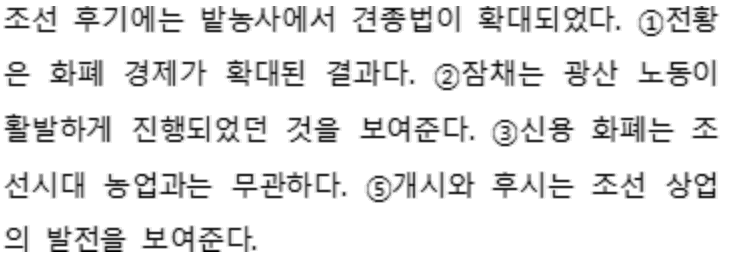 조선 후기에는 밭농사에서 견종법이 확대되었다. ①전황
은 화폐 경제가 확대된 결과다. ②잠채는 광산 노동이
활발하게 진행되었던 것을 보여준다. ③신용 화폐는 조
선시대 농업과는 무관하다. ⑤개시와 후시는 조선 상업
의 발전을 보여준다.